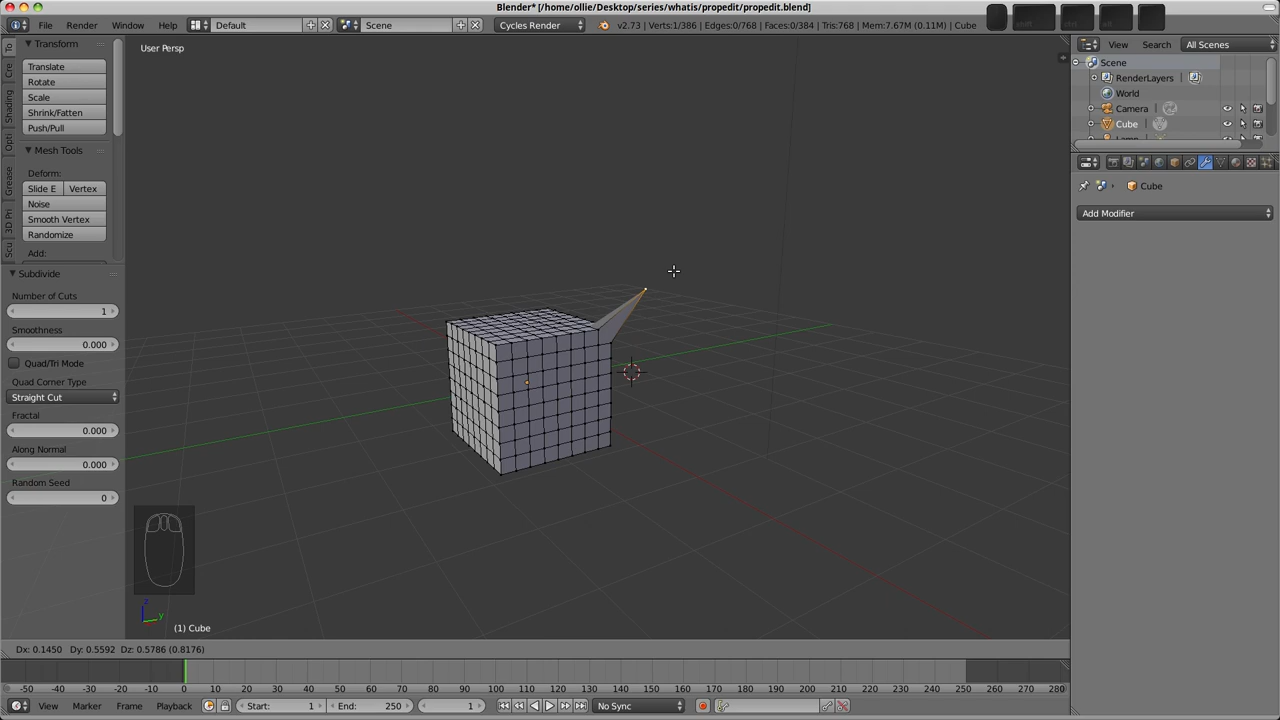 Blender* [/home/ollie/Desktop/series/whatis/propedit/propedit.blend]
File Render Window Help Default Scene Cycles Render v2.73 | Verts:1/386 | Edges:0/768 | Faces:0/384 | Tris:768 | Mem:7.67M (0.11M) | Cube
Transform
Translate
Rotate
Scale
Shrink/Fatten
Push/Pull
Mesh Tools
Deform:
Slide E Vertex
Noise
Smooth Vertex
Randomize
Add:
To
Cre
Shading
Opti
Grease
3D Pri
Scu
Subdivide
Number of Cuts
1
Smoothness
0.000
Quad/Tri Mode
Quad Corner Type
Straight Cut
Fractal
0.000
Along Normal
0.000
Random Seed
0
User Persp
z
y
(1) Cube
Dx: 0.1450 Dy: 0.5592 Dz: 0.5786 (0.8176)
-50 -40 -30 -20 -10 0 10 20 30 40 50 60 70 80 90 100 110 120 130 140 150 160 170 180 190 200 210 220 230 240 250 260 270 280
View Marker Frame Playback Start: 1 End: 250 1 No Sync
View Search All Scenes
Scene
RenderLayers |
World
Camera |
Cube |
Cube
Add Modifier